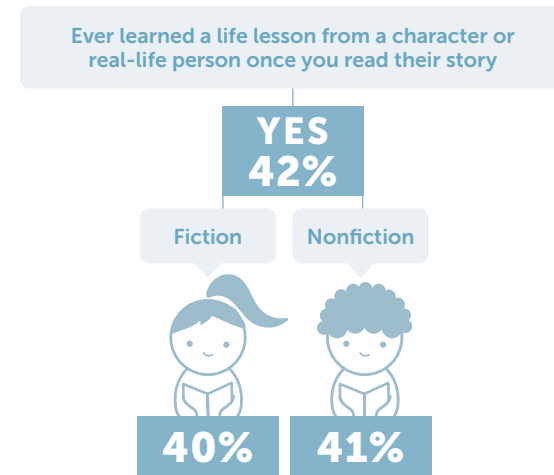 Ever learned a life lesson from a character or
real-life person once you read their story
YES
42%
Fiction
Nonfiction
40%
41%